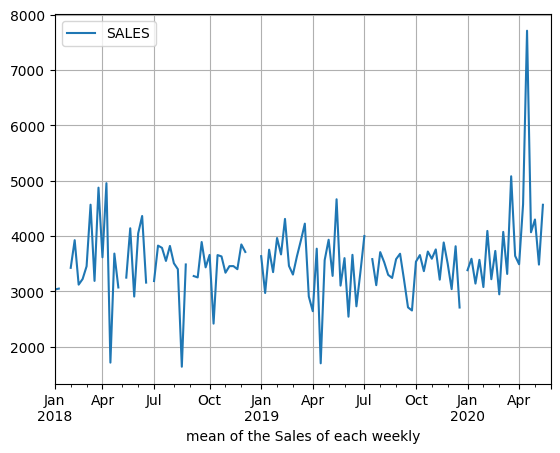 8000
7000
6000
5000
4000
3000
2000
SALES
Jan Apr Jul Oct Jan Apr Jul Oct Jan Apr
2018 2019 2020
mean of the Sales of each weekly